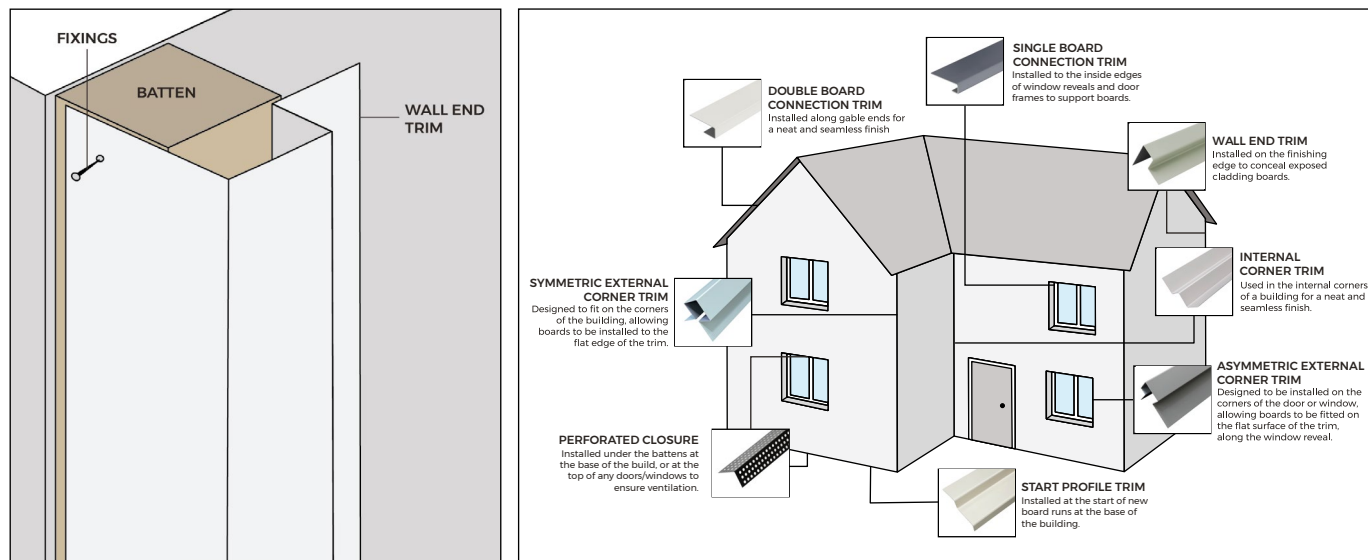 FIXINGS
BATTEN
WALL END
TRIM
DOUBLE BOARD
CONNECTION TRIM
Installed along gable ends for
a neat and seamless finish
SINGLE BOARD
CONNECTION TRIM
Installed to the inside edges
of window reveals and door
frames to support boards.
WALL END TRIM
Installed on the finishing
edge to conceal exposed
cladding boards.
SYMMETRIC EXTERNAL
CORNER TRIM
Designed to fit on the corners
of the building, allowing
boards to be installed to the
flat edge of the trim.
INTERNAL
CORNER TRIM
Used in the internal corners
of a building for a neat and
seamless finish.
ASYMMETRIC EXTERNAL
CORNER TRIM
Designed to be installed on the
corners of the door or window,
allowing boards to be fitted on
the flat surface of the trim,
along the window reveal.
PERFORATED CLOSURE
Installed under the battens at
the base of the build, or at the
top of any doors/windows to
ensure ventilation.
START PROFILE TRIM
Installed at the start of new
board runs at the base of
the building.